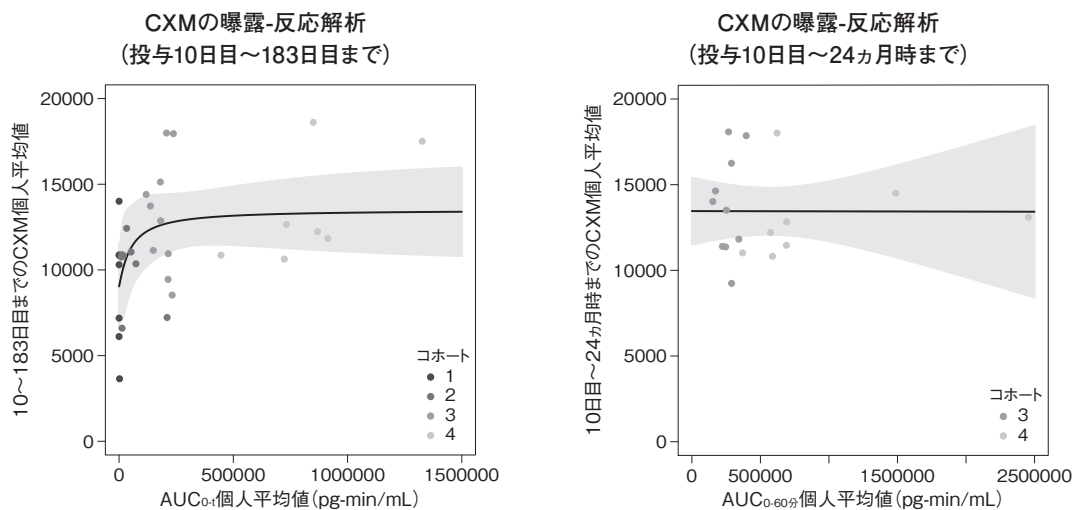 CXMの曝露-反応解析
（投与10日目～183日目まで）
10～183日目までのCXM個人平均値
20000
15000
10000
5000
0
コホート
1
2
3
4
0
500000
1000000
1500000
AUC0-t個人平均値（pg-min/mL）
CXMの曝露-反応解析
（投与10日目～24ヵ月時まで）
10日目～24ヵ月時までのCXM個人平均値
20000
15000
10000
5000
0
コホート
3
4
0
500000
1500000
2500000
AUC0-60分個人平均値（pg-min/mL）